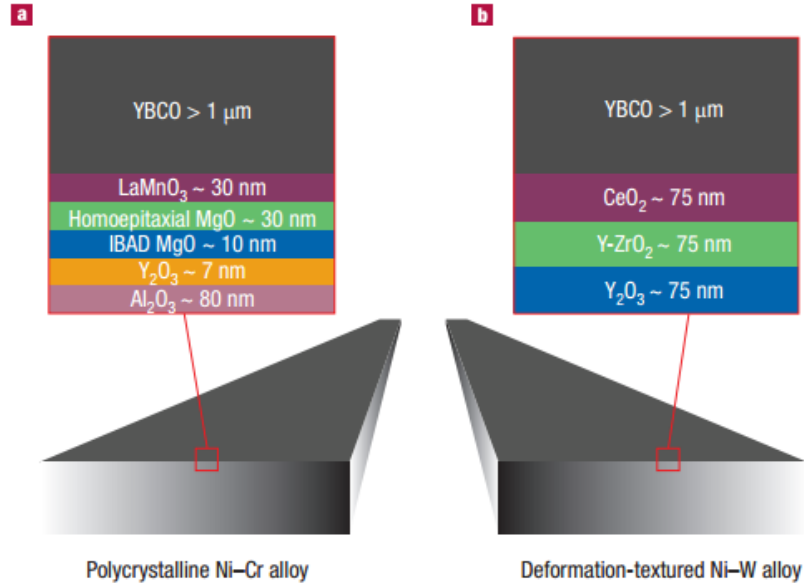 a
YBCO > 1 μm
LaMnO₃ ~ 30 nm
Homoepitaxial MgO ~ 30 nm
IBAD MgO ~ 10 nm
Y₂O₃ ~ 7 nm
Al₂O₃ ~ 80 nm
Polycrystalline Ni–Cr alloy
b
YBCO > 1 μm
CeO₂ ~ 75 nm
Y-ZrO₂ ~ 75 nm
Y₂O₃ ~ 75 nm
Deformation-textured Ni–W alloy